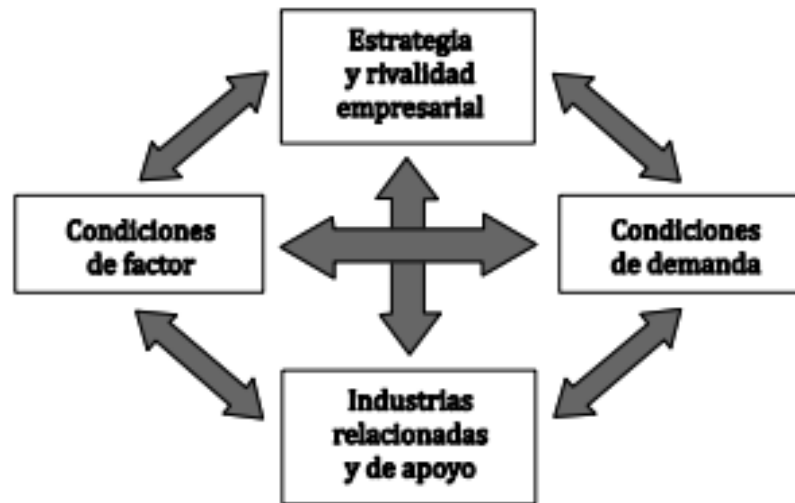 Estrategia
y rivalidad
empresarial
Condiciones
de factor
Condiciones
de demanda
Industrias
relacionadas
y de apoyo